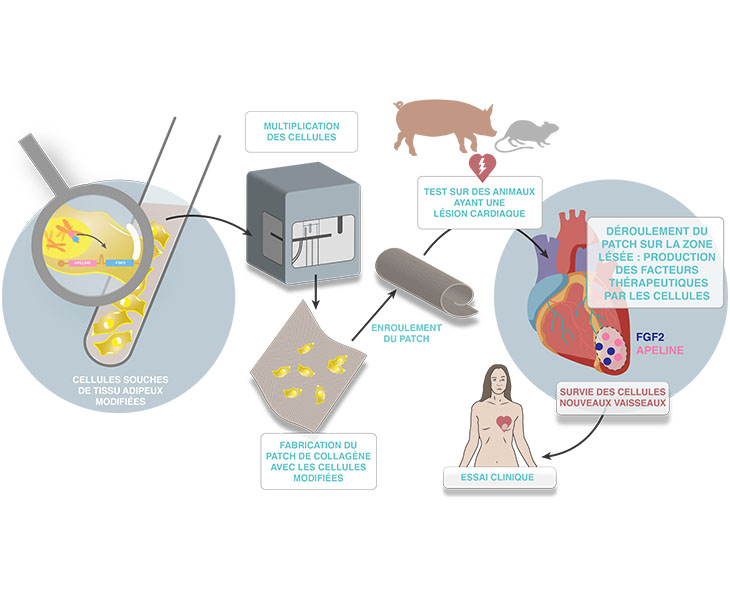 MULTIPLICATION
DES CELLULES
APELINE
FGF2
CELLULES SOUCHES
DE TISSU ADIPEUX
MODIFIÉES
FABRICATION DU
PATCH DE COLLAGÈNE
AVEC LES CELLULES
MODIFIÉES
ENROULEMENT
DU PATCH
TEST SUR DES ANIMAUX
AYANT UNE
LÉSION CARDIAQUE
DÉROULEMENT DU
PATCH SUR LA ZONE
LÉSÉE : PRODUCTION
DES FACTEURS
THÉRAPEUTIQUES
PAR LES CELLULES
FGF2
APELINE
SURVIE DES CELLULES
NOUVEAUX VAISSEAUX
ESSAI CLINIQUE